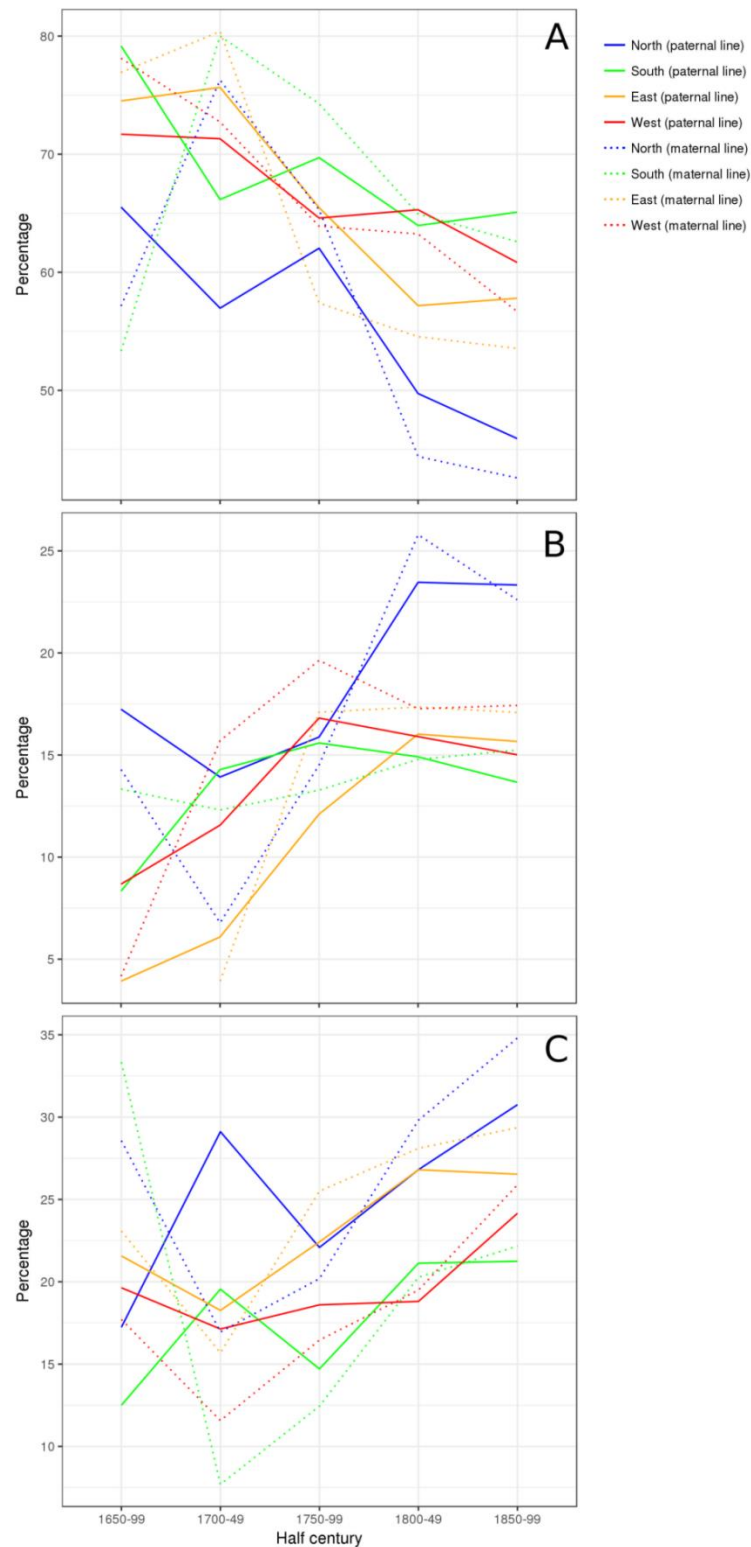 A
80
70
60
50
Percentage
North (paternal line)
South (paternal line)
East (paternal line)
West (paternal line)
North (maternal line)
South (maternal line)
East (maternal line)
West (maternal line)
B
25
20
15
10
5
Percentage
C
35
30
25
20
15
10
Percentage
1650-99 1700-49 1750-99 1800-49 1850-99
Half century